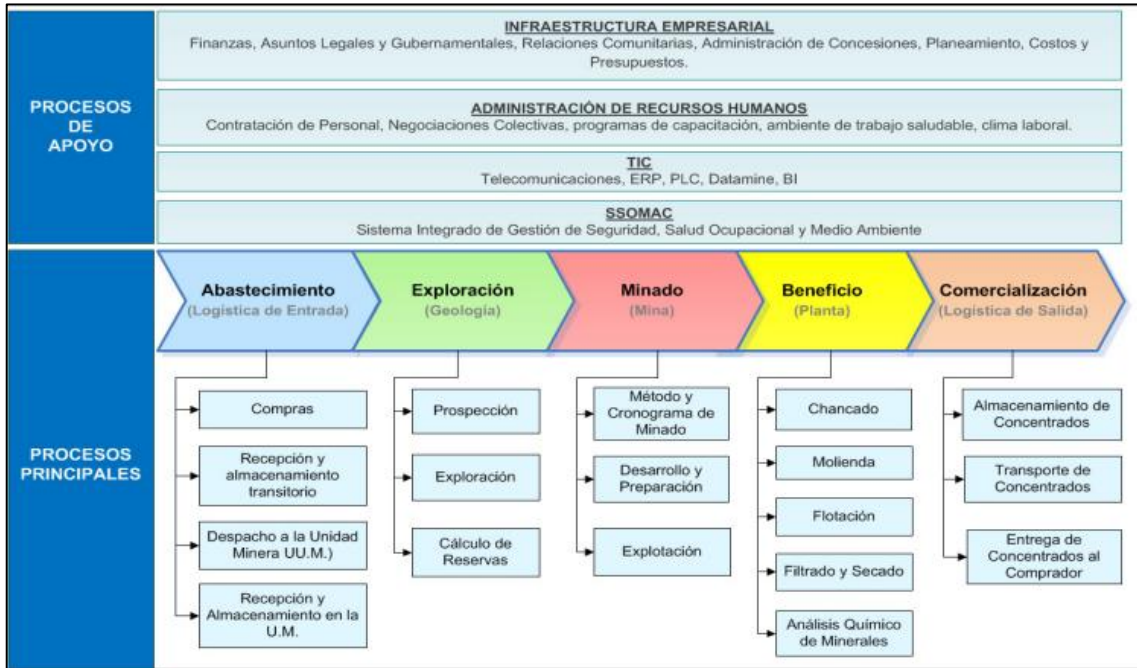 PROCESOS
DE
APOYO
INFRAESTRUCTURA EMPRESARIAL
Finanzas, Asuntos Legales y Gubernamentales, Relaciones Comunitarias, Administración de Concesiones, Planeamiento, Costos y
Presupuestos.
ADMINISTRACIÓN DE RECURSOS HUMANOS
Contratación de Personal, Negociaciones Colectivas, programas de capacitación, ambiente de trabajo saludable, clima laboral.
TIC
Telecomunicaciones, ERP, PLC, Datamine, BI
SSOMAC
Sistema Integrado de Gestión de Seguridad, Salud Ocupacional y Medio Ambiente
PROCESOS
PRINCIPALES
Abastecimiento
(Logística de Entrada)
Compras
Recepción y
almacenamiento
transitorio
Despacho a la Unidad
Minera UU.M.)
Recepción y
Almacenamiento en la
U.M.
Exploración
(Geología)
Prospección
Exploración
Cálculo de
Reservas
Minado
(Mina)
Método y
Cronograma de
Minado
Desarrollo y
Preparación
Explotación
Beneficio
(Planta)
Chancado
Molienda
Flotación
Filtrado y Secado
Análisis Químico
de Minerales
Comercialización
(Logística de Salida)
Almacenamiento de
Concentrados
Transporte de
Concentrados
Entrega de
Concentrados al
Comprador